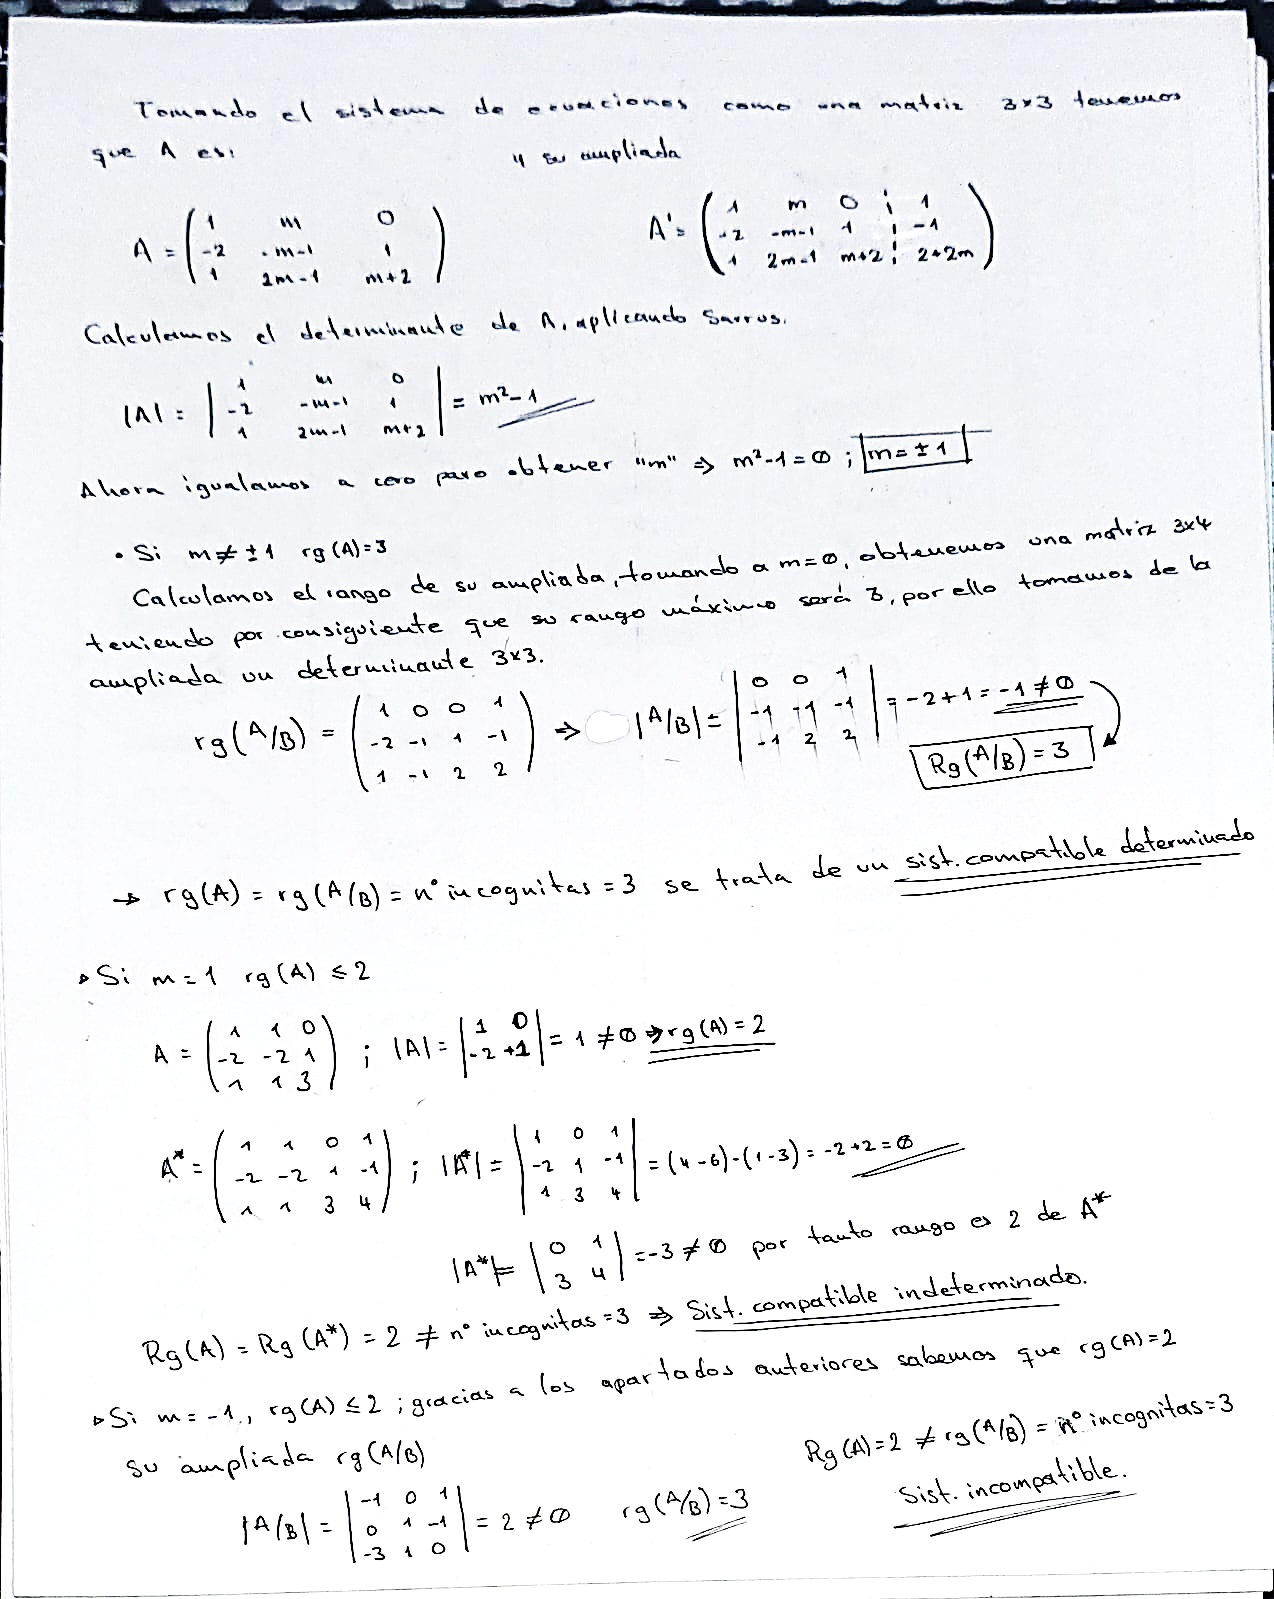 Tomando el sistema de ecuaciones como una matriz 3x3 tenemos
que A es: y su ampliada
A = ( 1 m 0 A' = ( 1 m 0 ¦ 1
-2 -m-1 1 -2 -m-1 1 ¦ -1
1 2m-1 m+2 ) 1 2m-1 m+2 ¦ 2+2m )
Calculamos el determinante de A, aplicando Sarrus.
|A| = | 1 m 0
-2 -m-1 1
1 2m-1 m+2 | = m²-1
Ahora igualamos a cero para obtener "m" ⇒ m²-1=0 ; m=±1
• Si m≠±1 rg(A)=3
Calculamos el rango de su ampliada, tomando a m=0, obtenemos una matriz 3x4
teniendo por consiguiente que su rango máximo será 3, por ello tomamos de la
ampliada un determinante 3x3.
rg(A/B) = ( 1 0 0 1 ⇒ |A/B| = | 0 0 1
-2 -1 1 -1 -1 -1 -1
1 -1 2 2 ) -1 2 2 | = -2+1 = -1 ≠ 0
Rg(A/B)=3
→ rg(A) = rg(A/B) = nº incognitas = 3 se trata de un sist. compatible determinado
▹ Si m=1 rg(A) ≤ 2
A = ( 1 1 0 ; |A| = | 1 0
-2 -2 1 -2 +1 | = 1 ≠ 0 ⇒ rg(A) = 2
1 1 3 )
A* = ( 1 1 0 1 ; |A*| = | 1 0 1
-2 -2 1 -1 -2 1 -1
1 1 3 4 ) 1 3 4 | = (4-6)-(1-3) = -2+2 = 0
|A*| = | 0 1
3 4 | = -3 ≠ 0 por tanto rango es 2 de A*
Rg(A) = Rg(A*) = 2 ≠ nº incognitas = 3 ⇒ Sist. compatible indeterminado.
▹ Si m=-1, rg(A) ≤ 2 ; gracias a los apartados anteriores sabemos que rg(A)=2
su ampliada rg(A/B)
|A/B| = | -1 0 1
0 1 -1
-3 1 0 | = 2 ≠ 0 rg(A/B)=3
Rg(A)=2 ≠ rg(A/B) = nº incognitas=3
Sist. incompatible.